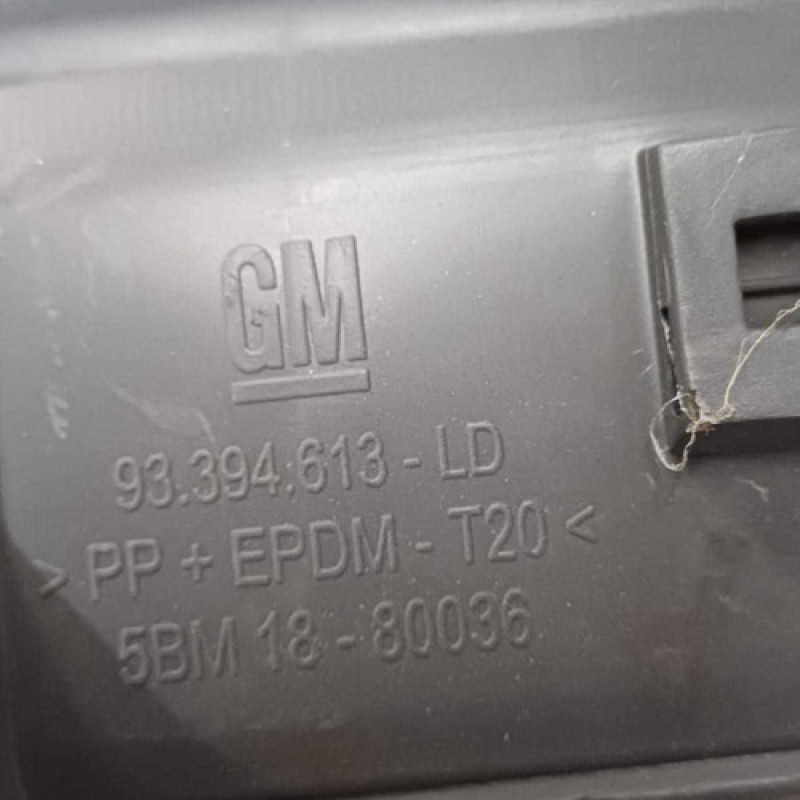 GM
93.394.613 - LD
> PP + EPDM - T20 <
5BM 18 - 80036